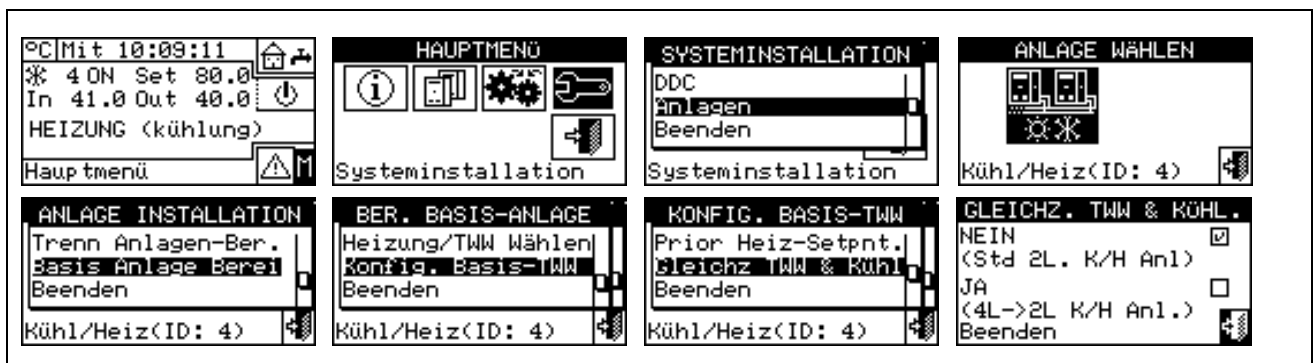 °C Mit 10:09:11
4 ON Set 80.0
In 41.0 Out 40.0
HEIZUNG (kühlung)
Hauptmenü
M
HAUPTMENÜ
i
Systeminstallation
SYSTEMINSTALLATION
DDC
Anlagen
Beenden
Systeminstallation
ANLAGE WÄHLEN
Kühl/Heiz(ID: 4)
ANLAGE INSTALLATION
Trenn Anlagen-Ber.
Basis Anlage Berei
Beenden
Kühl/Heiz(ID: 4)
BER. BASIS-ANLAGE
Heizung/TWW Wählen
Konfig. Basis-TWW
Beenden
Kühl/Heiz(ID: 4)
KONFIG. BASIS-TWW
Prior Heiz-Setpnt.
Gleichz TWW & Kühl
Beenden
Kühl/Heiz(ID: 4)
GLEICHZ. TWW & KÜHL.
NEIN
(Std 2L. K/H Anl)
JA
(4L->2L K/H Anl.)
Beenden